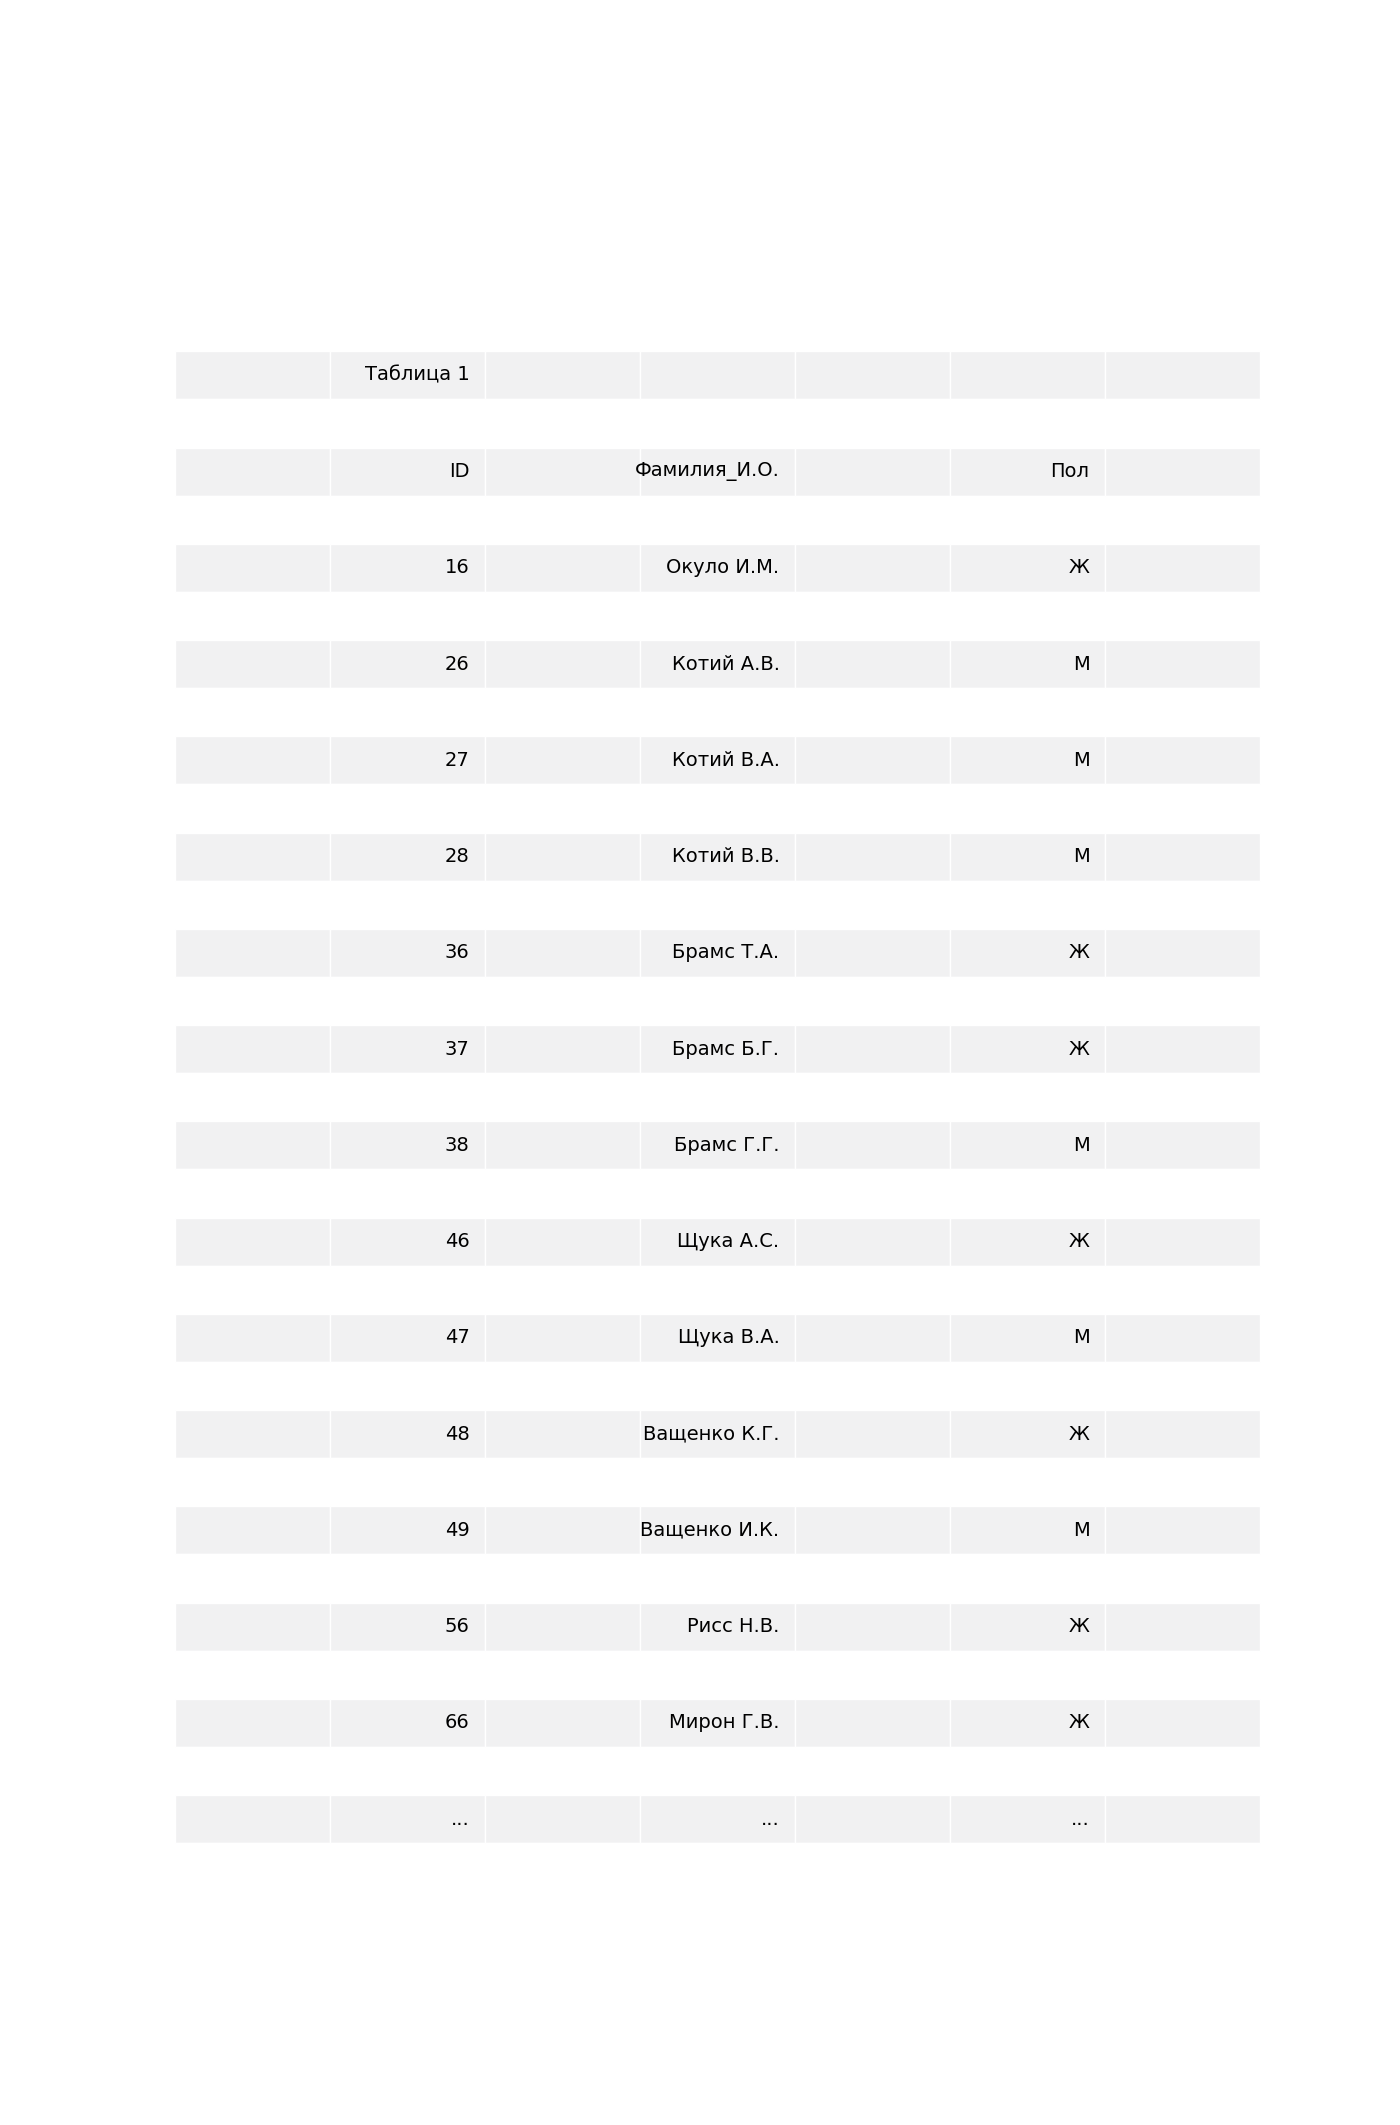 Таблица 1
ID Фамилия_И.О. Пол
16 Окуло И.М. Ж
26 Котий А.В. М
27 Котий В.А. М
28 Котий В.В. М
36 Брамс Т.А. Ж
37 Брамс Б.Г. Ж
38 Брамс Г.Г. М
46 Щука А.С. Ж
47 Щука В.А. М
48 Ващенко К.Г. Ж
49 Ващенко И.К. М
56 Рисс Н.В. Ж
66 Мирон Г.В. Ж
... ... ...